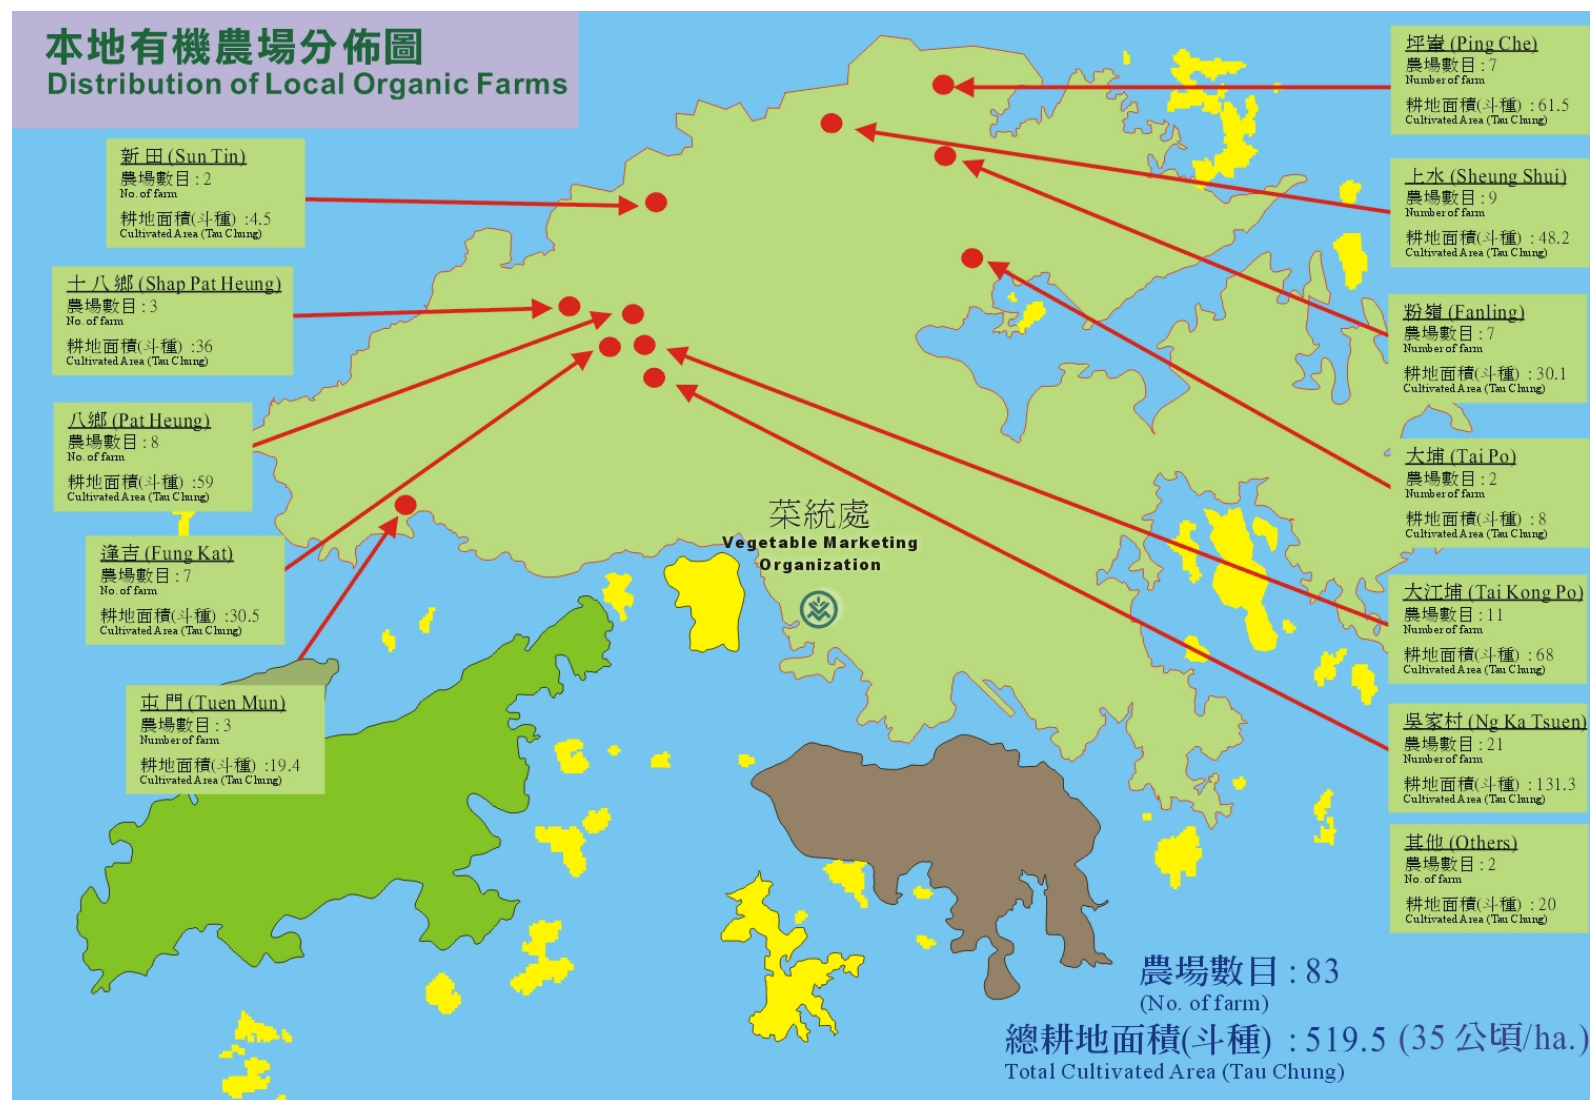 本地有機農場分佈圖
Distribution of Local Organic Farms
新田 (Sun Tin)
農場數目 : 2
No. of farm
耕地面積(斗種) :4.5
Cultivated Area (Tau Chung)
十八鄉 (Shap Pat Heung)
農場數目 : 3
No. of farm
耕地面積(斗種) :36
Cultivated Area (Tau Chung)
八鄉 (Pat Heung)
農場數目 : 8
No. of farm
耕地面積(斗種) :59
Cultivated Area (Tau Chung)
逢吉 (Fung Kat)
農場數目 : 7
No. of farm
耕地面積(斗種) :30.5
Cultivated Area (Tau Chung)
屯門 (Tuen Mun)
農場數目 : 3
Number of farm
耕地面積(斗種) :19.4
Cultivated Area (Tau Chung)
菜統處
Vegetable Marketing
Organization
坪輋 (Ping Che)
農場數目 : 7
Number of farm
耕地面積(斗種) : 61.5
Cultivated Area (Tau Chung)
上水 (Sheung Shui)
農場數目 : 9
Number of farm
耕地面積(斗種) : 48.2
Cultivated Area (Tau Chung)
粉嶺 (Fanling)
農場數目 : 7
Number of farm
耕地面積(斗種) : 30.1
Cultivated Area (Tau Chung)
大埔 (Tai Po)
農場數目 : 2
Number of farm
耕地面積(斗種) : 8
Cultivated Area (Tau Chung)
大江埔 (Tai Kong Po)
農場數目 : 11
Number of farm
耕地面積(斗種) : 68
Cultivated Area (Tau Chung)
吳家村 (Ng Ka Tsuen)
農場數目 : 21
Number of farm
耕地面積(斗種) : 131.3
Cultivated Area (Tau Chung)
其他 (Others)
農場數目 : 2
No. of farm
耕地面積(斗種) : 20
Cultivated Area (Tau Chung)
農場數目 : 83
(No. of farm)
總耕地面積(斗種) : 519.5 (35 公頃/ha.)
Total Cultivated Area (Tau Chung)